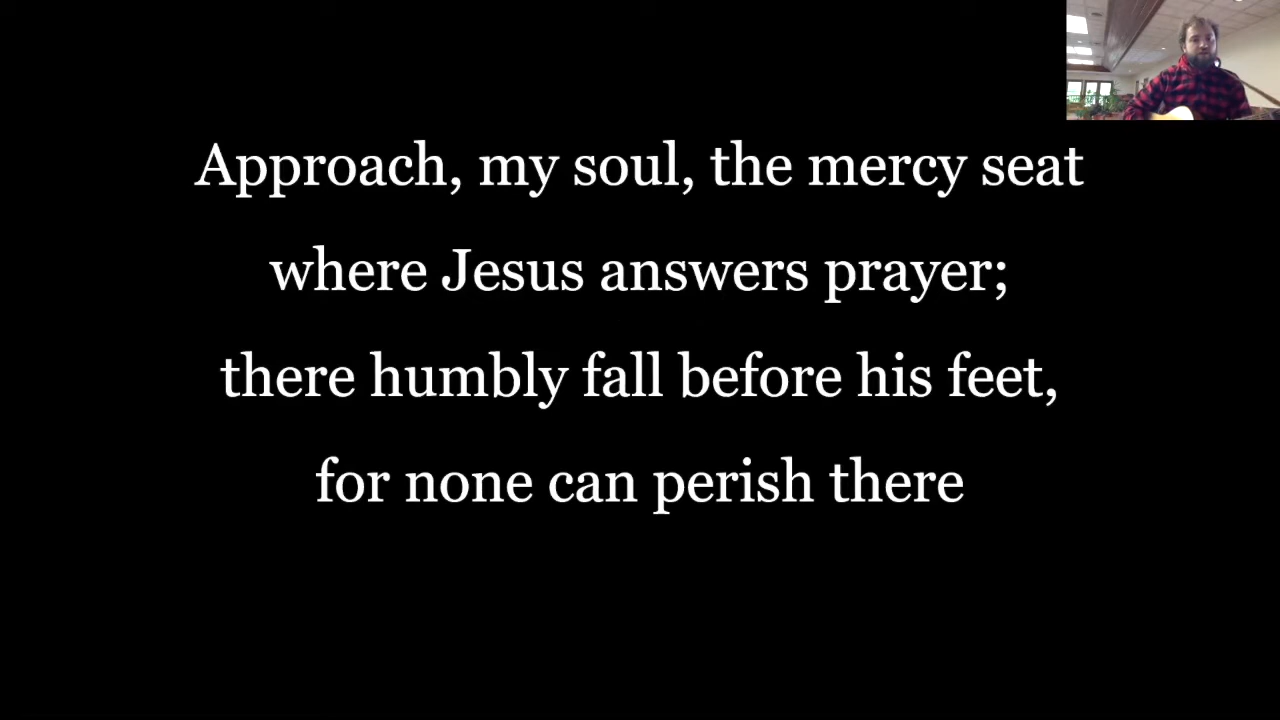 Approach, my soul, the mercy seat
where Jesus answers prayer;
there humbly fall before his feet,
for none can perish there